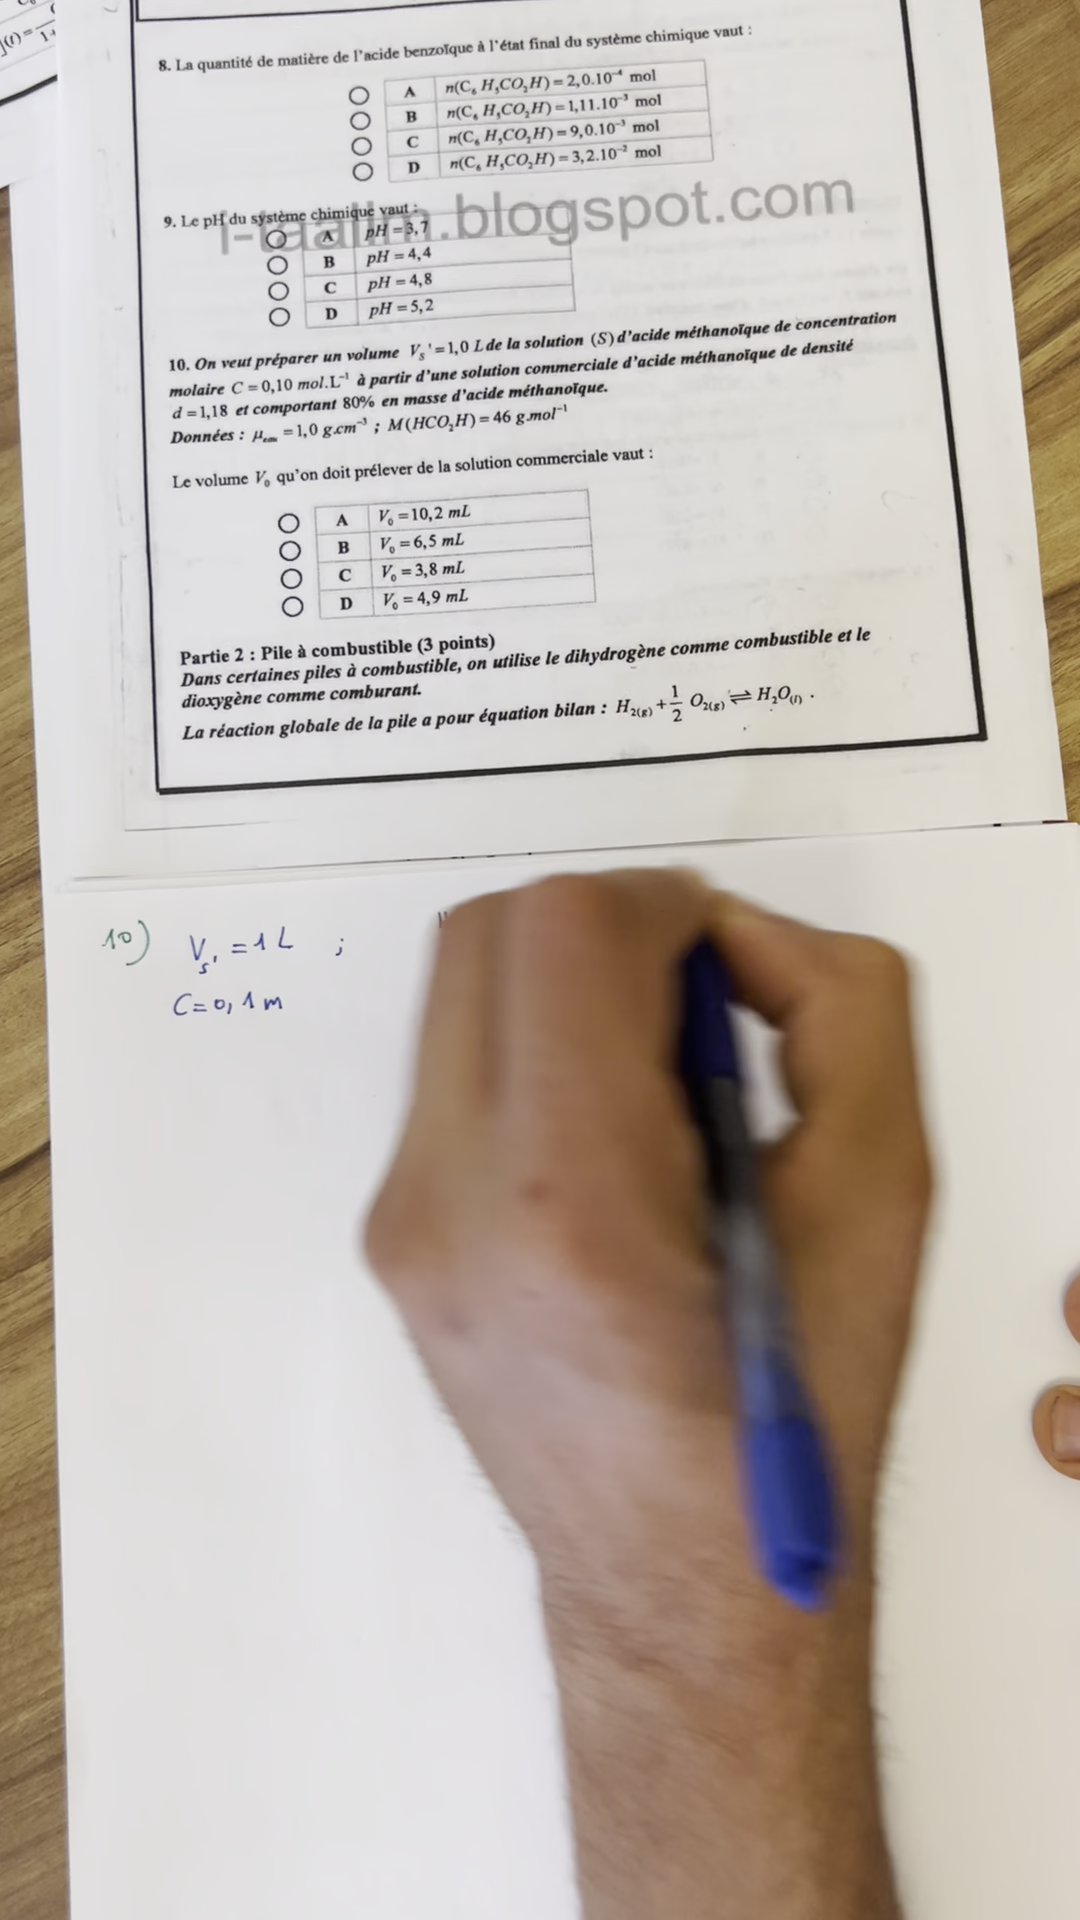 8. La quantité de matière de l'acide benzoïque à l'état final du système chimique vaut :
A n(C₆ H₅CO₂H) = 2,0.10⁻⁴ mol
B n(C₆ H₅CO₂H) = 1,11.10⁻³ mol
C n(C₆ H₅CO₂H) = 9,0.10⁻³ mol
D n(C₆ H₅CO₂H) = 3,2.10⁻² mol
9. Le pH du système chimique vaut :
A pH = 3,7
B pH = 4,4
C pH = 4,8
D pH = 5,2
10. On veut préparer un volume Vₛ' = 1,0 L de la solution (S) d'acide méthanoïque de concentration
molaire C = 0,10 mol.L⁻¹ à partir d'une solution commerciale d'acide méthanoïque de densité
d = 1,18 et comportant 80% en masse d'acide méthanoïque.
Données : μₑₐᵤ = 1,0 g.cm⁻³ ; M(HCO₂H) = 46 g.mol⁻¹
Le volume V₀ qu'on doit prélever de la solution commerciale vaut :
A V₀ = 10,2 mL
B V₀ = 6,5 mL
C V₀ = 3,8 mL
D V₀ = 4,9 mL
Partie 2 : Pile à combustible (3 points)
Dans certaines piles à combustible, on utilise le dihydrogène comme combustible et le
dioxygène comme comburant.
La réaction globale de la pile a pour équation bilan : H₂₍g₎ + 1/2 O₂₍g₎ ⇌ H₂O₍l₎ .
10) Vₛ' = 1 L ;
C = 0,1 m